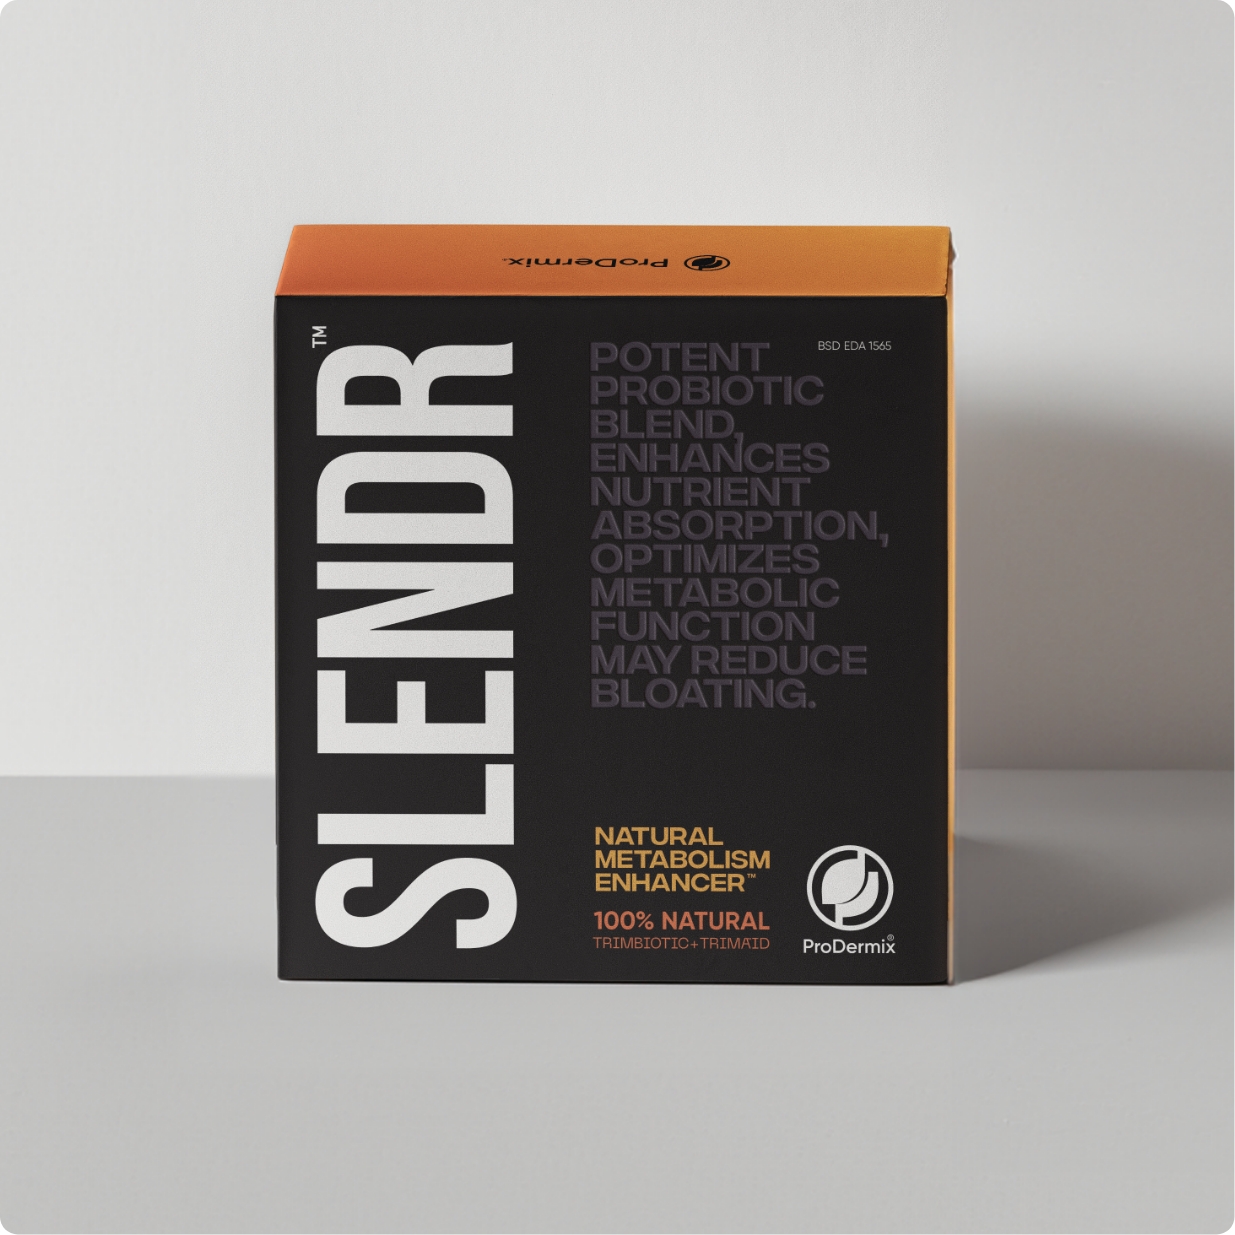 ProDermix.
SLENDR™
BSD EDA 1565
POTENT
PROBIOTIC
BLEND,
ENHANCES
NUTRIENT
ABSORPTION,
OPTIMIZES
METABOLIC
FUNCTION
MAY REDUCE
BLOATING.
NATURAL
METABOLISM
ENHANCER™
100% NATURAL
TRIMBIOTIC+TRIMAID
ProDermix®